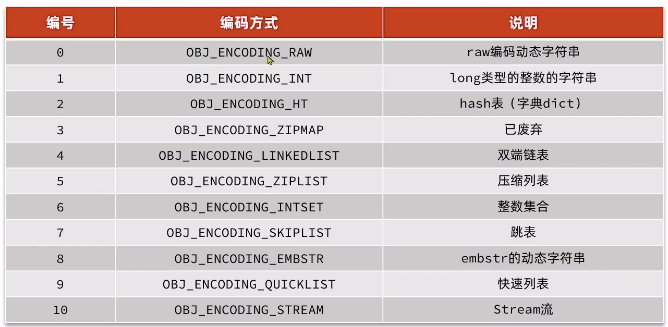 编号 编码方式 说明
0 OBJ_ENCODING_RAW raw编码动态字符串
1 OBJ_ENCODING_INT long类型的整数的字符串
2 OBJ_ENCODING_HT hash表（字典dict)
3 OBJ_ENCODING_ZIPMAP 已废弃
4 OBJ_ENCODING_LINKEDLIST 双端链表
5 OBJ_ENCODING_ZIPLIST 压缩列表
6 OBJ_ENCODING_INTSET 整数集合
7 OBJ_ENCODING_SKIPLIST 跳表
8 OBJ_ENCODING_EMBSTR embstr的动态字符串
9 OBJ_ENCODING_QUICKLIST 快速列表
10 OBJ_ENCODING_STREAM Stream流